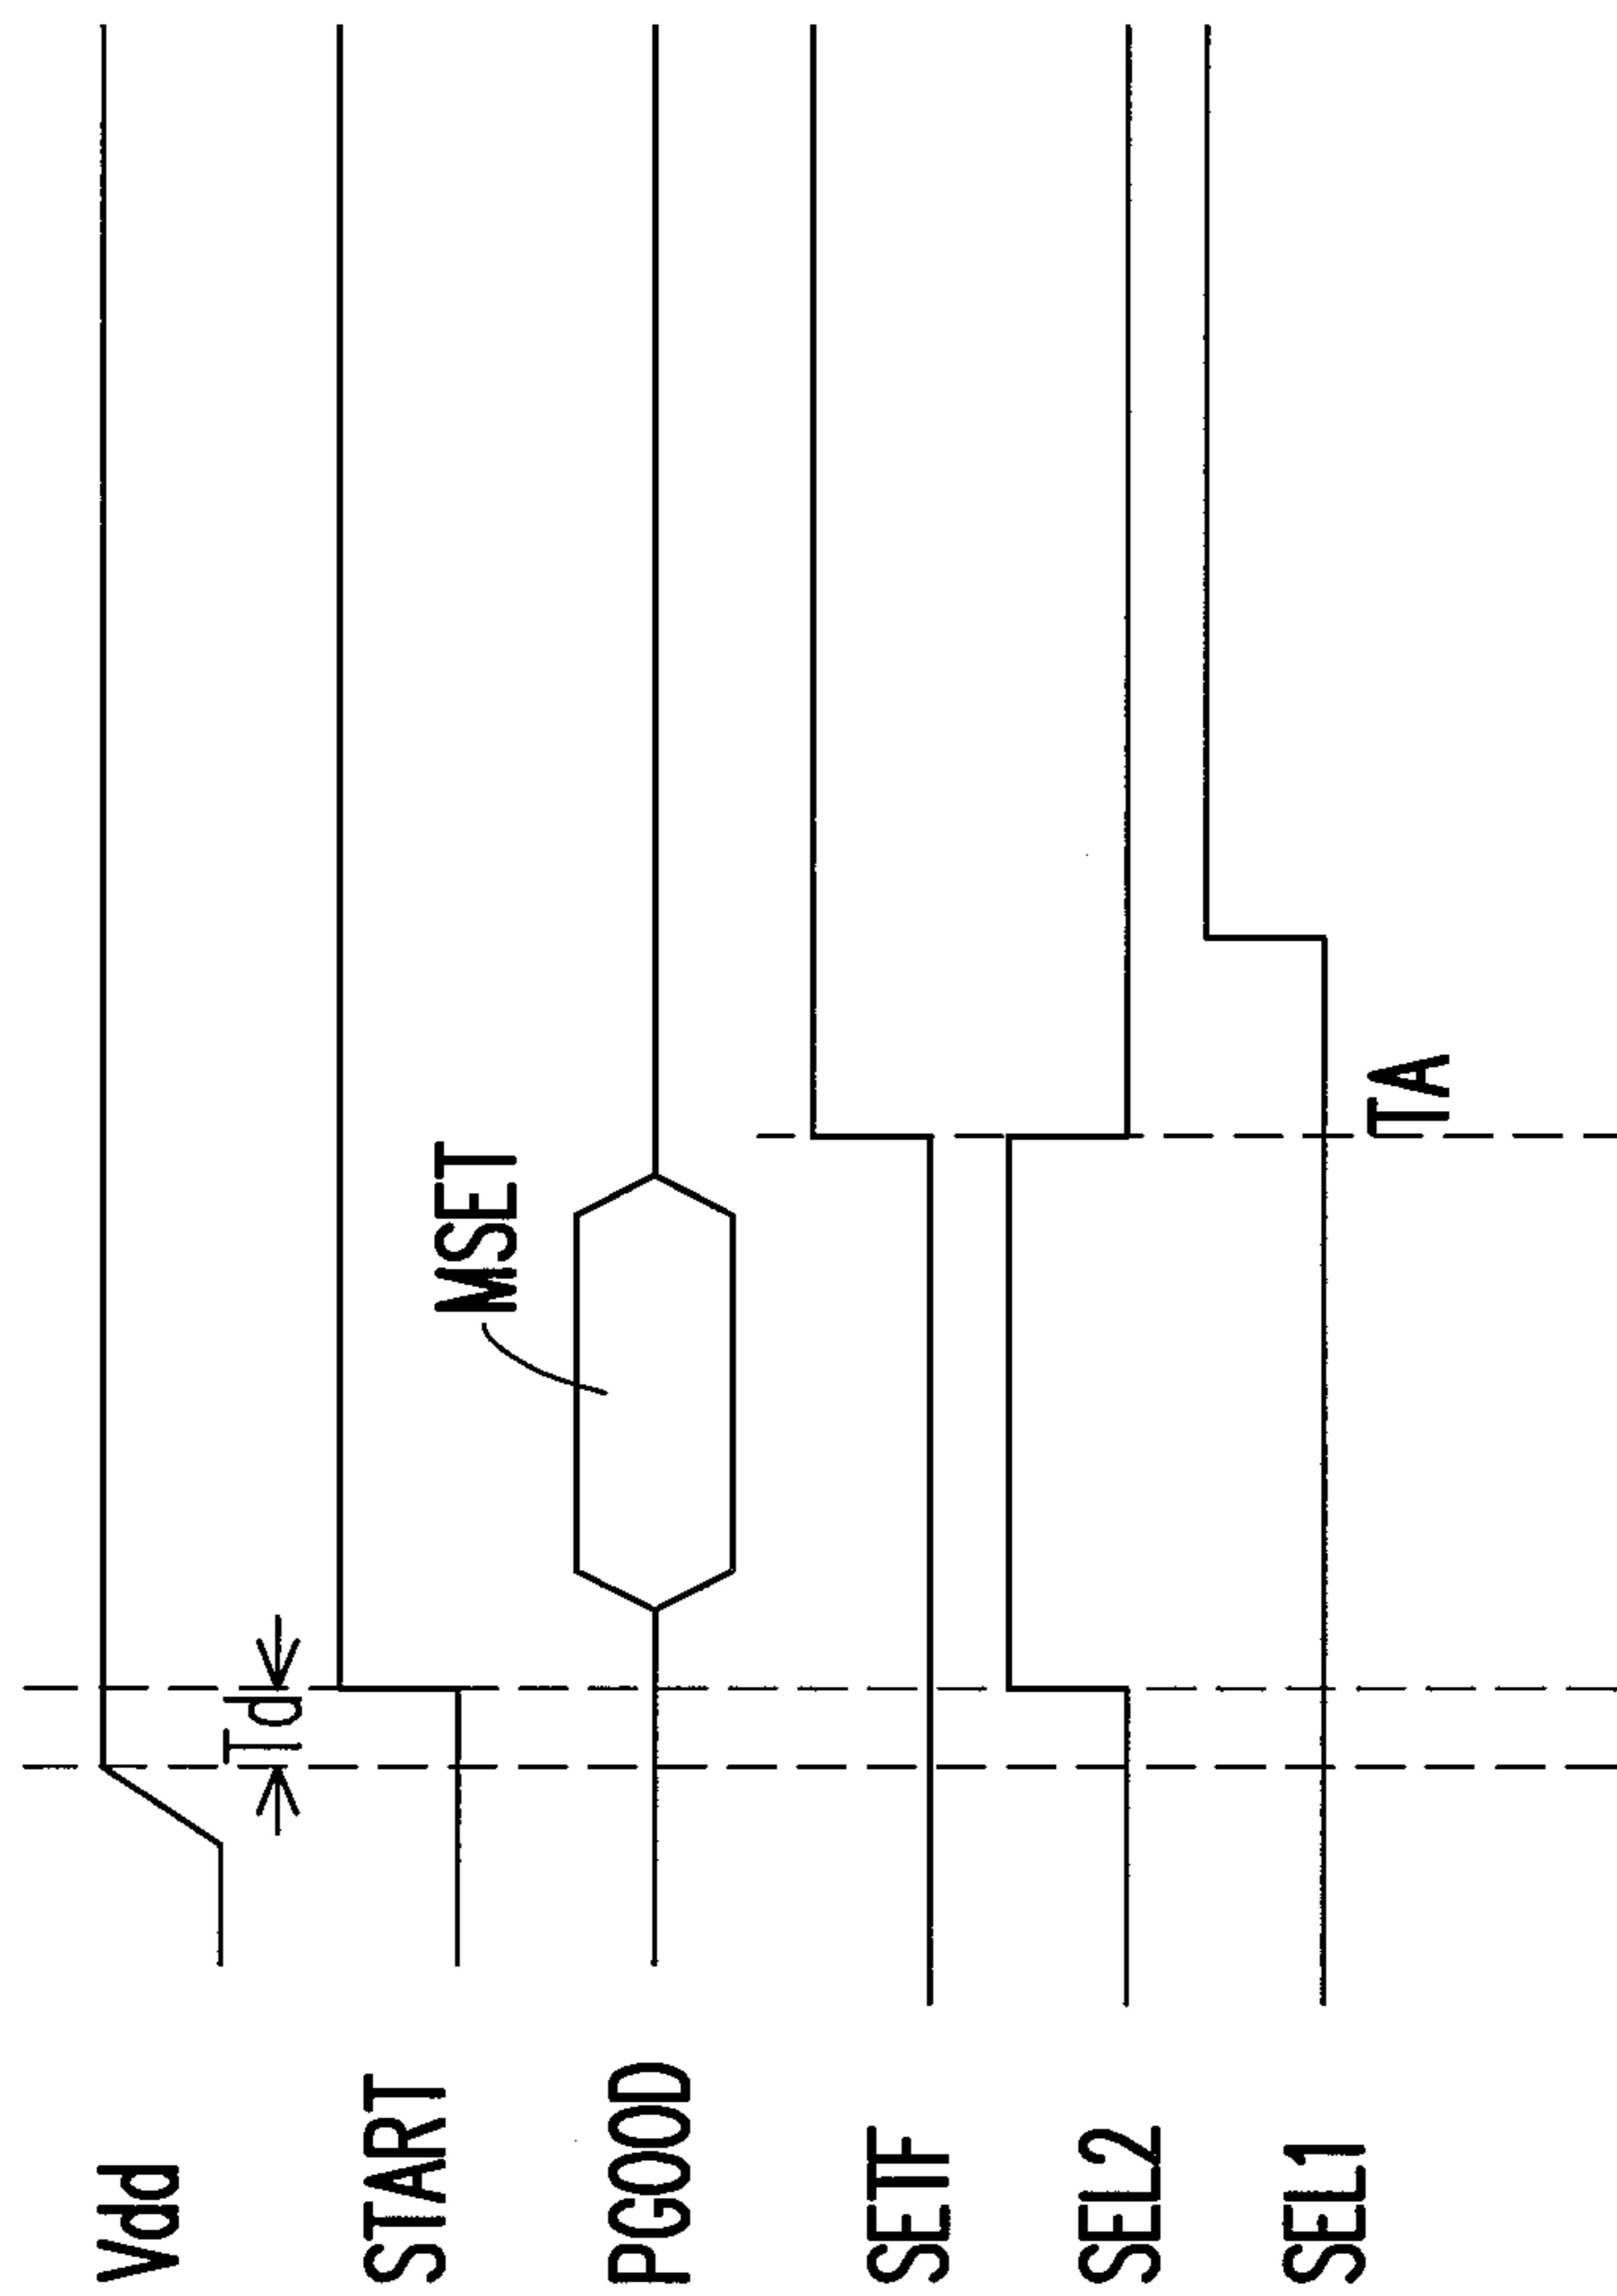 Vdd
Td
START
MSET
PGOOD
SETF
SEL2
SEL1
TA